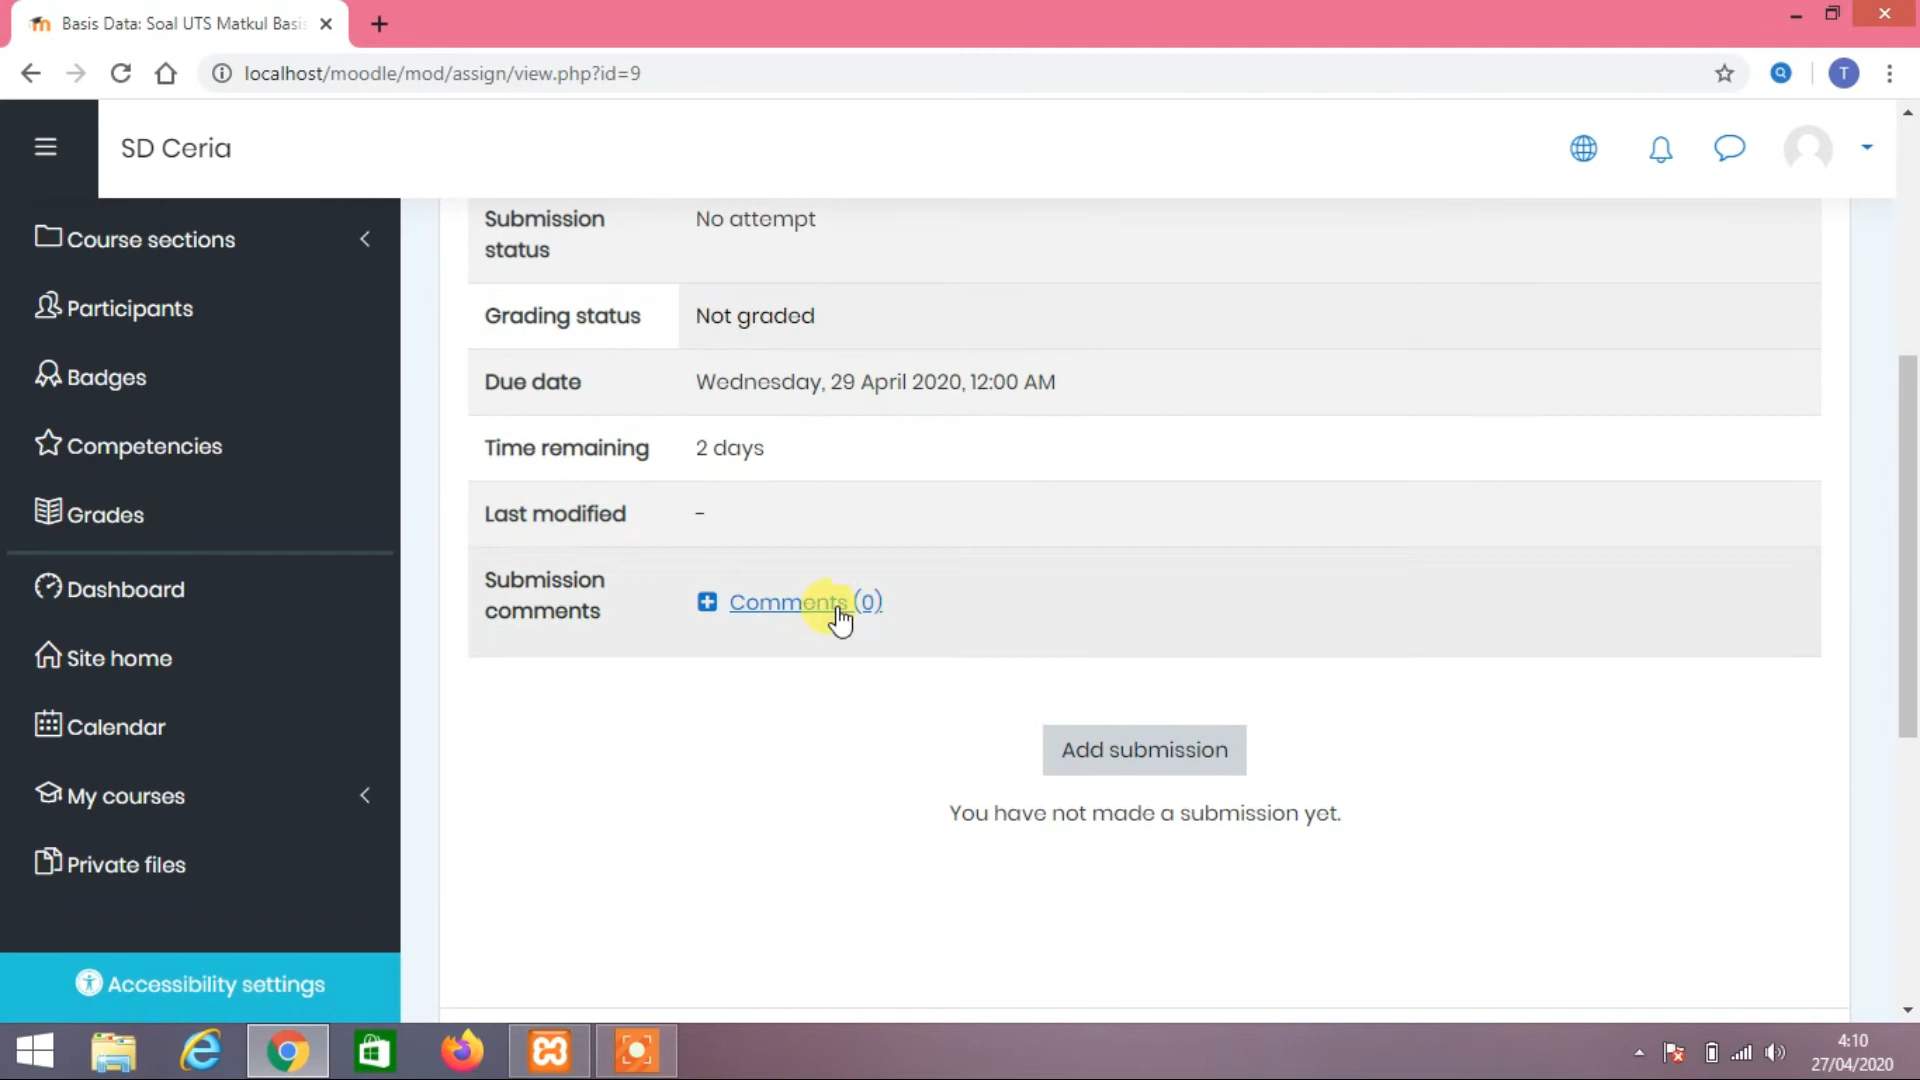 Basis Data: Soal UTS Matkul Basi
localhost/moodle/mod/assign/view.php?id=9
T
SD Ceria
Course sections
Participants
Badges
Competencies
Grades
Dashboard
Site home
Calendar
My courses
Private files
Accessibility settings
Submission status
No attempt
Grading status
Not graded
Due date
Wednesday, 29 April 2020, 12:00 AM
Time remaining
2 days
Last modified
-
Submission comments
Comments (0)
Add submission
You have not made a submission yet.
4:10
27/04/2020